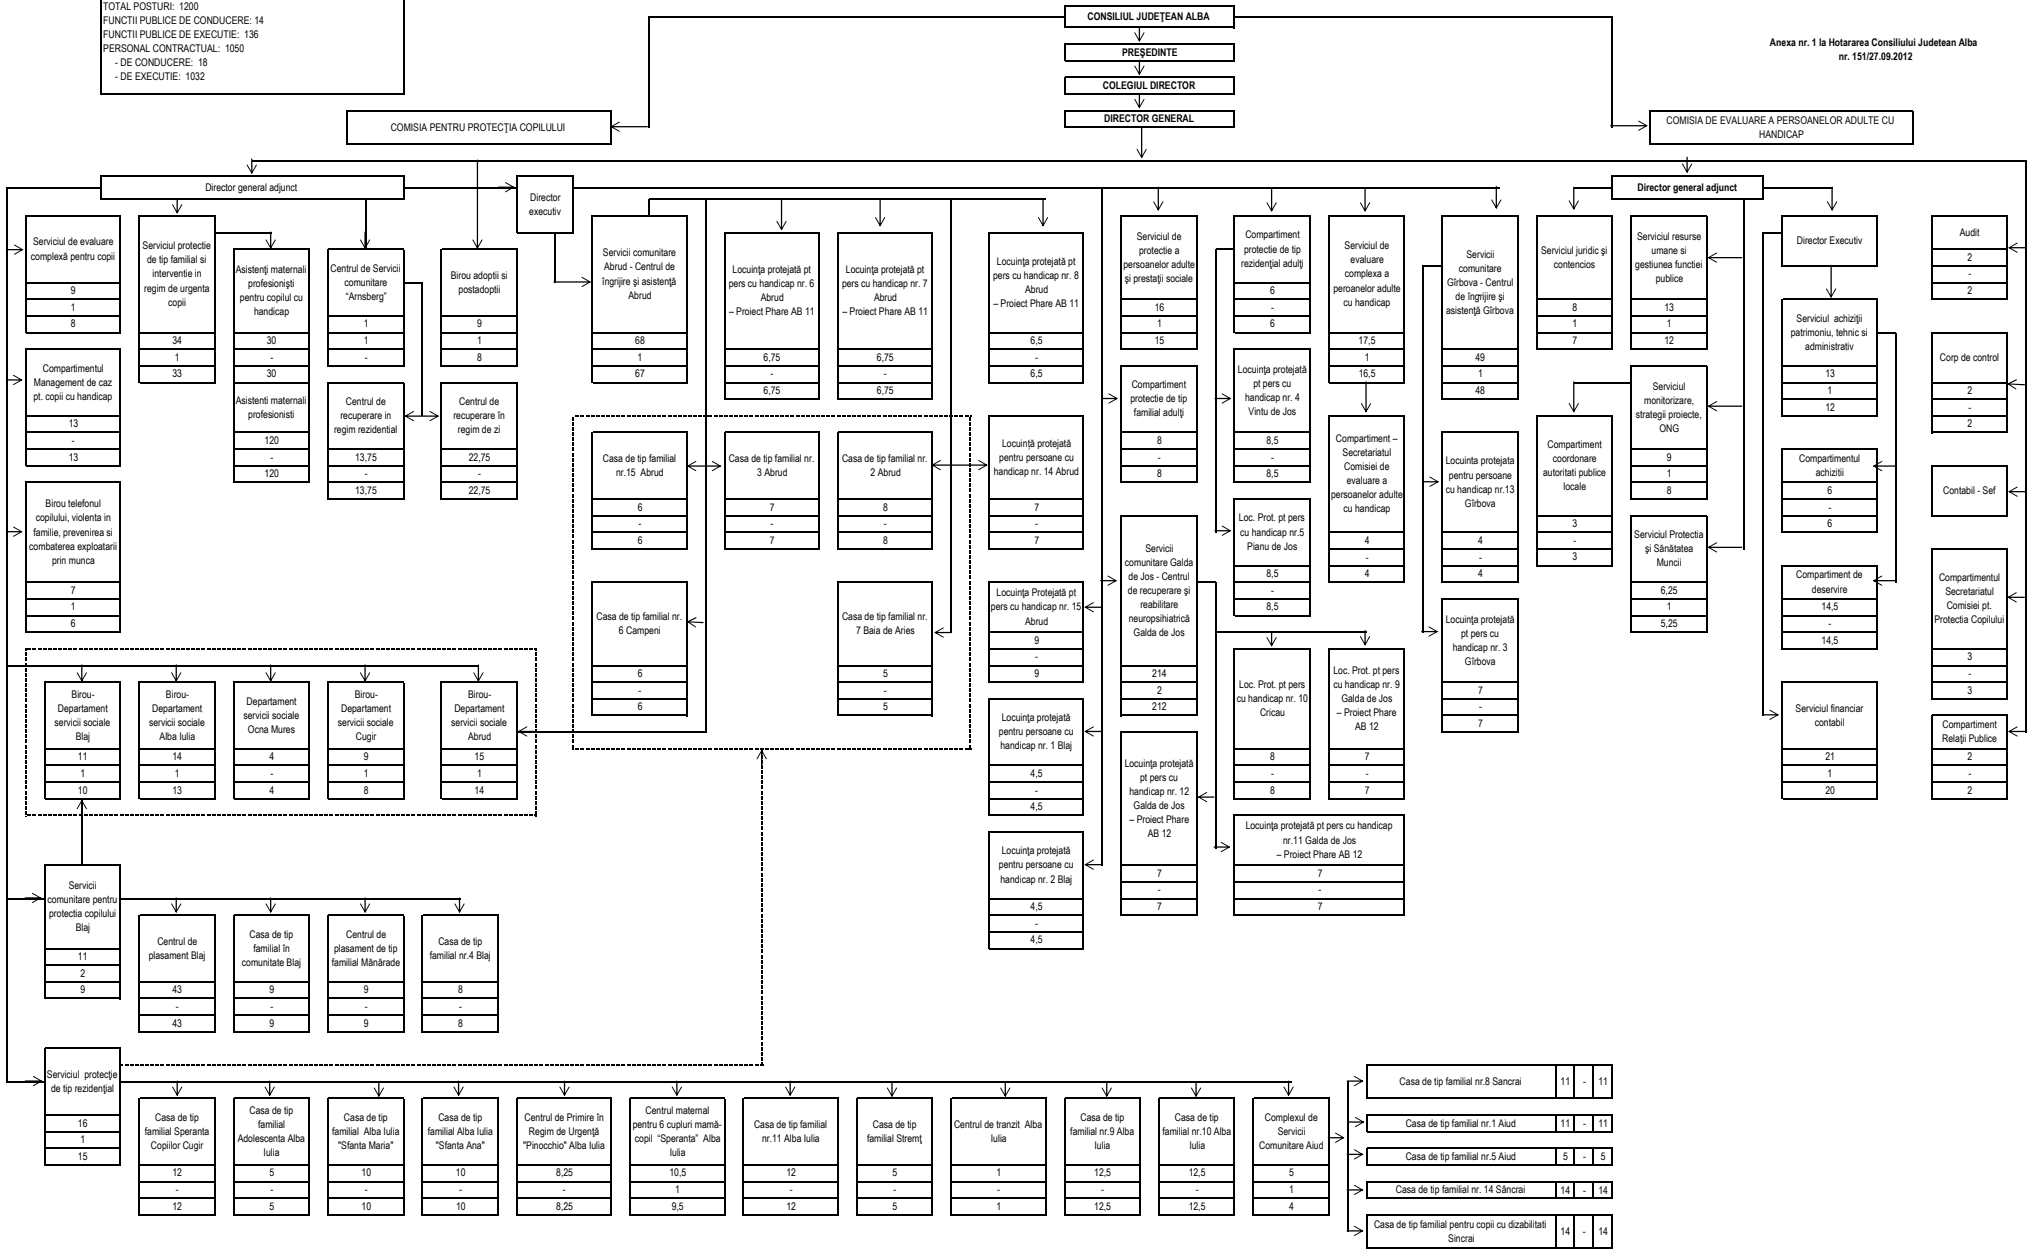 TOTAL POSTURI: 1200
FUNCTII PUBLICE DE CONDUCERE: 14
FUNCTII PUBLICE DE EXECUTIE: 136
PERSONAL CONTRACTUAL: 1050
- DE CONDUCERE: 18
- DE EXECUTIE: 1032
CONSILIUL JUDEŢEAN ALBA
PREŞEDINTE
COLEGIUL DIRECTOR
DIRECTOR GENERAL
Anexa nr. 1 la Hotararea Consiliului Judetean Alba
nr. 151/27.09.2012
COMISIA PENTRU PROTECŢIA COPILULUI
COMISIA DE EVALUARE A PERSOANELOR ADULTE CU
HANDICAP
Director general adjunct
Director
executiv
Director general adjunct
Serviciul de evaluare
complexă pentru copii
9
1
8
Serviciul protectie
de tip familial si
interventie in
regim de urgenta
copii
34
1
33
Asistenţi maternali
profesionişti
pentru copilul cu
handicap
30
-
30
Asistenti maternali
profesionisti
120
-
120
Centrul de Servicii
comunitare
“Arnsberg”
1
1
-
Birou adoptii si
postadoptii
9
1
8
Compartimentul
Management de caz
pt. copii cu handicap
13
-
13
Centrul de
recuperare in
regim rezidential
13,75
-
13,75
Centrul de
recuperare în
regim de zi
22,75
-
22,75
Birou telefonul
copilului, violenta in
familie, prevenirea si
combaterea exploatarii
prin munca
7
1
6
Servicii comunitare
Abrud - Centrul de
îngrijire şi asistenţă
Abrud
68
1
67
Locuinţa protejată pt
pers cu handicap nr. 6
Abrud
– Proiect Phare AB 11
6,75
-
6,75
Locuinţa protejată pt
pers cu handicap nr. 7
Abrud
– Proiect Phare AB 11
6,75
-
6,75
Locuinţa protejată pt
pers cu handicap nr. 8
Abrud
– Proiect Phare AB 11
6,5
-
6,5
Casa de tip familial
nr.15 Abrud
6
-
6
Casa de tip familial nr.
3 Abrud
7
-
7
Casa de tip familial nr.
2 Abrud
8
-
8
Locuinţă protejată
pentru persoane cu
handicap nr. 14 Abrud
7
-
7
Casa de tip familial nr.
6 Campeni
6
-
6
Casa de tip familial nr.
7 Baia de Aries
5
-
5
Locuinţa Protejată pt
pers cu handicap nr. 15
Abrud
9
-
9
Locuinţa protejată
pentru persoane cu
handicap nr. 1 Blaj
4,5
-
4,5
Locuinţa protejată
pentru persoane cu
handicap nr. 2 Blaj
4,5
-
4,5
Serviciul de
protectie a
persoanelor adulte
şi prestaţii sociale
16
1
15
Compartiment
protectie de tip
familial adulţi
8
-
8
Servicii
comunitare Galda
de Jos - Centrul
de recuperare şi
reabilitare
neuropsihiatrică
Galda de Jos
214
2
212
Locuinţa protejată
pt pers cu
handicap nr. 12
Galda de Jos
– Proiect Phare
AB 12
7
-
7
Compartiment
protecţie de tip
rezidenţial adulţi
6
-
6
Locuinţa protejată
pt pers cu
handicap nr. 4
Vintu de Jos
8,5
-
8,5
Loc. Prot. pt pers
cu handicap nr.5
Pianu de Jos
8,5
-
8,5
Loc. Prot. pt pers
cu handicap nr. 10
Cricau
8
-
8
Loc. Prot. pt pers
cu handicap nr. 9
Galda de Jos
– Proiect Phare
AB 12
7
-
7
Locuinţa protejată pt pers cu handicap
nr.11 Galda de Jos
– Proiect Phare AB 12
7
-
7
Serviciul de
evaluare
complexa a
peroanelor adulte
cu handicap
17,5
1
16,5
Compartiment –
Secretariatul
Comisiei de
evaluare a
persoanelor adulte
cu handicap
4
-
4
Servicii
comunitare
Gîrbova - Centrul
de îngrijire şi
asistenţă Gîrbova
49
1
48
Locuinta protejata
pentru persoane
cu handicap nr.13
Gîrbova
4
-
4
Locuinţa protejată
pt pers cu
handicap nr. 3
Gîrbova
7
-
7
Serviciul juridic şi
contencios
8
1
7
Compartiment
coordonare
autoritati publice
locale
3
-
3
Serviciul resurse
umane si
gestiunea functiei
publice
13
1
12
Serviciul
monitorizare,
strategii proiecte,
ONG
9
1
8
Serviciul Protectia
şi Sănătatea
Muncii
6,25
1
5,25
Director Executiv
Serviciul achiziţii
patrimoniu, tehnic si
administrativ
13
1
12
Compartimentul
achizitii
6
-
6
Compartiment de
deservire
14,5
-
14,5
Serviciul financiar
contabil
21
1
20
Audit
2
-
2
Corp de control
2
-
2
Contabil - Sef
Compartimentul
Secretariatul
Comisiei pt.
Protectia Copilului
3
-
3
Compartiment
Relaţii Publice
2
-
2
Birou-
Departament
servicii sociale
Blaj
11
1
10
Birou-
Departament
servicii sociale
Alba Iulia
14
1
13
Departament
servicii sociale
Ocna Mures
4
-
4
Birou-
Departament
servicii sociale
Cugir
9
1
8
Birou-
Departament
servicii sociale
Abrud
15
1
14
Servicii
comunitare pentru
protectia copilului
Blaj
11
2
9
Centrul de
plasament Blaj
43
-
43
Casa de tip
familial în
comunitate Blaj
9
-
9
Centrul de
plasament de tip
familial Mănărade
9
-
9
Casa de tip
familial nr.4 Blaj
8
-
8
Serviciul protecţie
de tip rezidenţial
16
1
15
Casa de tip
familial Speranta
Copiilor Cugir
12
-
12
Casa de tip
familial
Adolescenta Alba
Iulia
5
-
5
Casa de tip
familial Alba Iulia
"Sfanta Maria"
10
-
10
Casa de tip
familial Alba Iulia
"Sfanta Ana"
10
-
10
Centrul de Primire în
Regim de Urgenţă
"Pinocchio" Alba Iulia
8,25
-
8,25
Centrul maternal
pentru 6 cupluri mamă-
copil “Speranta” Alba
Iulia
10,5
1
9,5
Casa de tip familial
nr.11 Alba Iulia
12
-
12
Casa de tip
familial Stremţ
5
-
5
Centrul de tranzit Alba
Iulia
1
-
1
Casa de tip
familial nr.9 Alba
Iulia
12,5
-
12,5
Casa de tip
familial nr.10 Alba
Iulia
12,5
-
12,5
Complexul de
Servicii
Comunitare Aiud
5
1
4
Casa de tip familial nr.8 Sancrai 11 - 11
Casa de tip familial nr.1 Aiud 11 - 11
Casa de tip familial nr.5 Aiud 5 - 5
Casa de tip familial nr. 14 Sâncrai 14 - 14
Casa de tip familial pentru copii cu dizabilitati
Sincrai 14 - 14